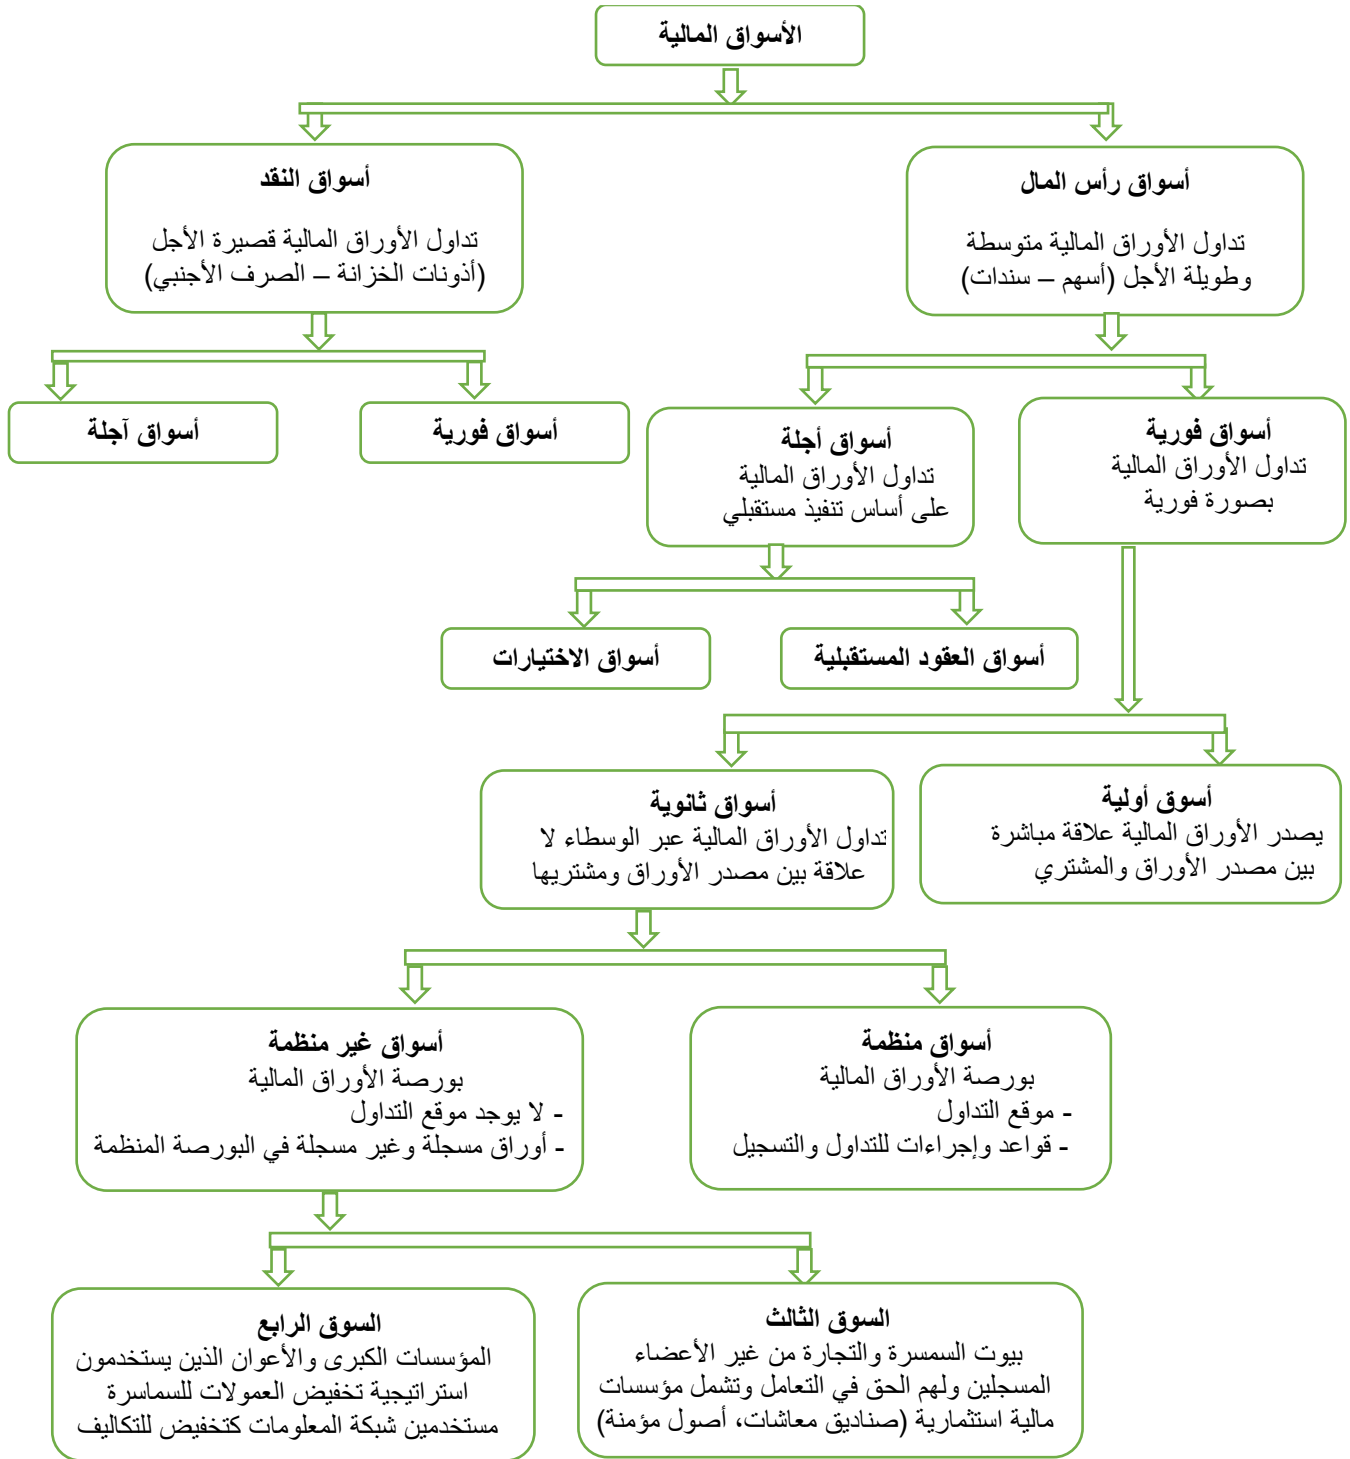 الأسواق المالية
أسواق رأس المال
تداول الأوراق المالية متوسطة
وطويلة الأجل (أسهم – سندات)
أسواق النقد
تداول الأوراق المالية قصيرة الأجل
(أذونات الخزانة – الصرف الأجنبي)
أسواق فورية
تداول الأوراق المالية
بصورة فورية
أسواق أجلة
تداول الأوراق المالية
على أساس تنفيذ مستقبلي
أسواق فورية
أسواق آجلة
أسواق العقود المستقبلية
أسواق الاختيارات
أسوق أولية
يصدر الأوراق المالية علاقة مباشرة
بين مصدر الأوراق والمشتري
أسواق ثانوية
تداول الأوراق المالية عبر الوسطاء لا
علاقة بين مصدر الأوراق ومشتريها
أسواق منظمة
بورصة الأوراق المالية
- موقع التداول
- قواعد وإجراءات للتداول والتسجيل
أسواق غير منظمة
بورصة الأوراق المالية
- لا يوجد موقع التداول
- أوراق مسجلة وغير مسجلة في البورصة المنظمة
السوق الثالث
بيوت السمسرة والتجارة من غير الأعضاء
المسجلين ولهم الحق في التعامل وتشمل مؤسسات
مالية استثمارية (صناديق معاشات، أصول مؤمنة)
السوق الرابع
المؤسسات الكبرى والأعوان الذين يستخدمون
استراتيجية تخفيض العمولات للسماسرة
مستخدمين شبكة المعلومات كتخفيض للتكاليف